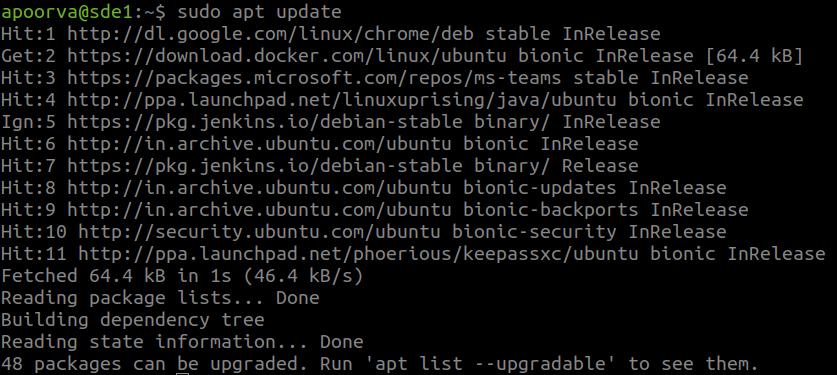 apoorva@sde1:~$ sudo apt update
Hit:1 http://dl.google.com/linux/chrome/deb stable InRelease
Get:2 https://download.docker.com/linux/ubuntu bionic InRelease [64.4 kB]
Hit:3 https://packages.microsoft.com/repos/ms-teams stable InRelease
Hit:4 http://ppa.launchpad.net/linuxuprising/java/ubuntu bionic InRelease
Ign:5 https://pkg.jenkins.io/debian-stable binary/ InRelease
Hit:6 http://in.archive.ubuntu.com/ubuntu bionic InRelease
Hit:7 https://pkg.jenkins.io/debian-stable binary/ Release
Hit:8 http://in.archive.ubuntu.com/ubuntu bionic-updates InRelease
Hit:9 http://in.archive.ubuntu.com/ubuntu bionic-backports InRelease
Hit:10 http://security.ubuntu.com/ubuntu bionic-security InRelease
Hit:11 http://ppa.launchpad.net/phoerious/keepassxc/ubuntu bionic InRelease
Fetched 64.4 kB in 1s (46.4 kB/s)
Reading package lists... Done
Building dependency tree
Reading state information... Done
48 packages can be upgraded. Run 'apt list --upgradable' to see them.